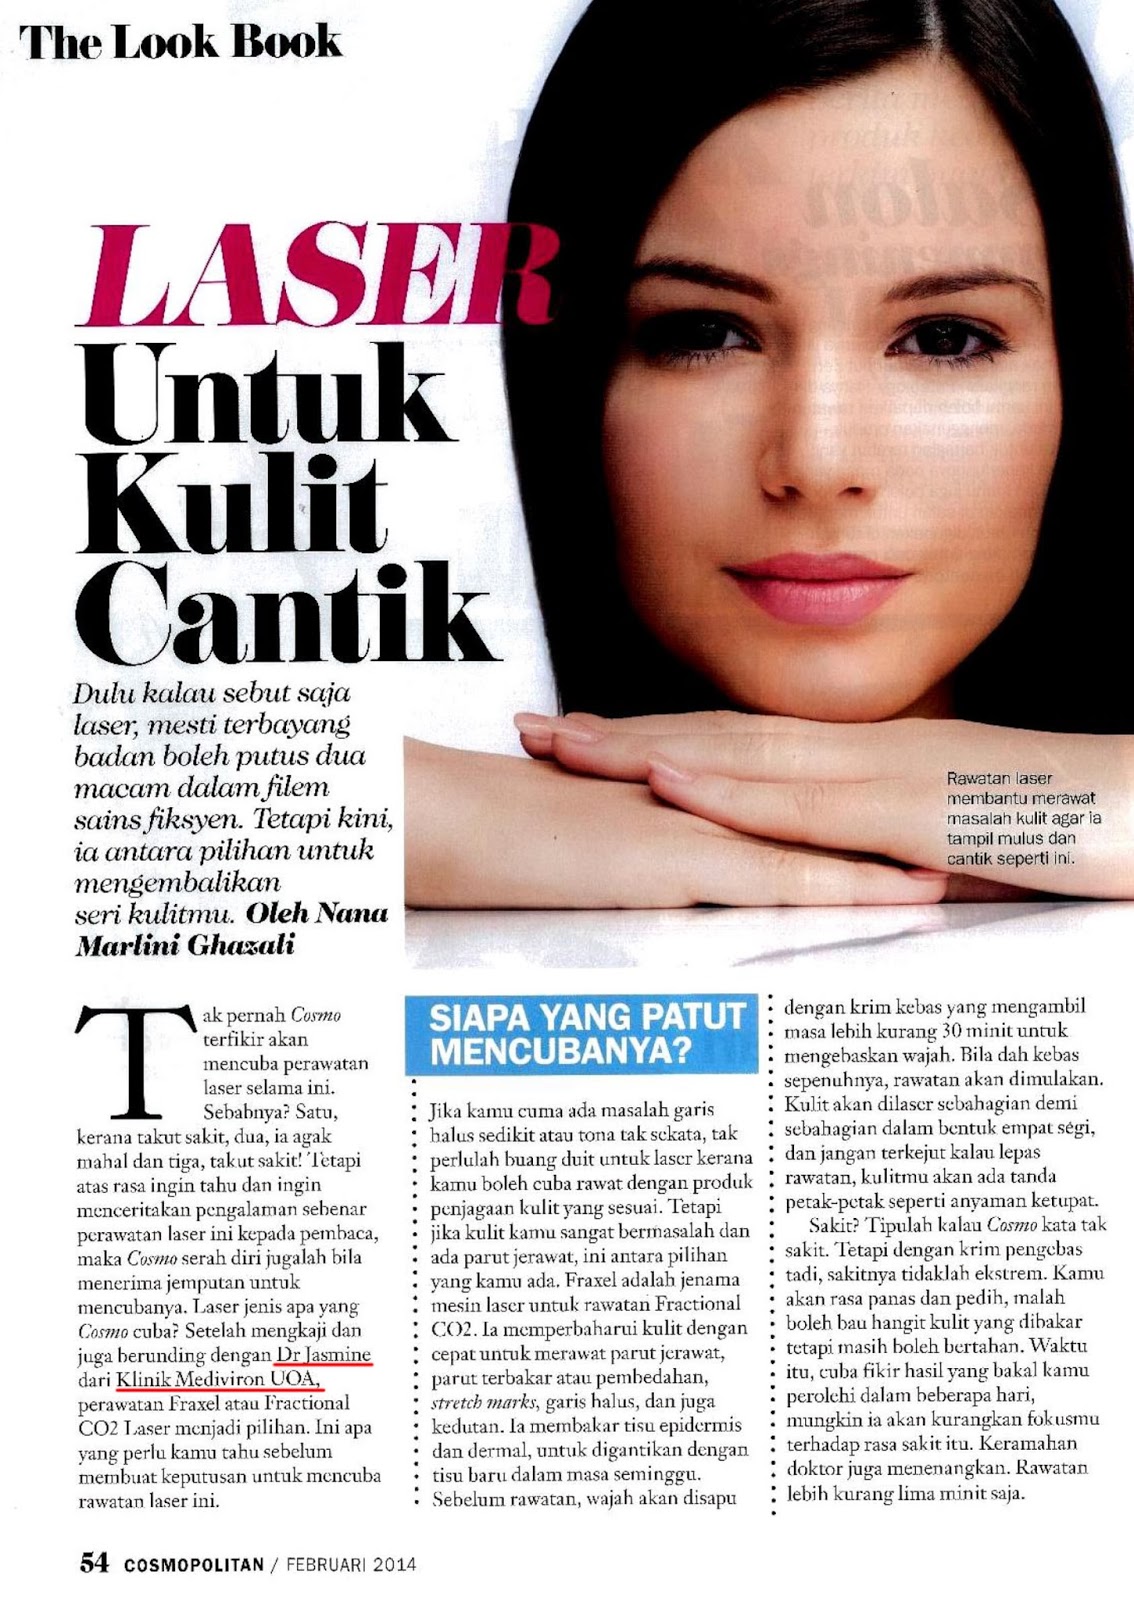 The Look Book
LASER
Untuk
Kulit
Cantik
Dulu kalau sebut saja
laser, mesti terbayang
badan boleh putus dua
macam dalam filem
sains fiksyen. Tetapi kini,
ia antara pilihan untuk
mengembalikan
seri kulitmu. Oleh Nana
Marlini Ghazali
Rawatan laser
membantu merawat
masalah kulit agar ia
tampil mulus dan
cantik seperti ini.
Tak pernah Cosmo
terfikir akan
mencuba perawatan
laser selama ini.
Sebabnya? Satu,
kerana takut sakit, dua, ia agak
mahal dan tiga, takut sakit! Tetapi
atas rasa ingin tahu dan ingin
menceritakan pengalaman sebenar
perawatan laser ini kepada pembaca,
maka Cosmo serah diri jugalah bila
menerima jemputan untuk
mencubanya. Laser jenis apa yang
Cosmo cuba? Setelah mengkaji dan
juga berunding dengan Dr Jasmine
dari Klinik Mediviron UOA,
perawatan Fraxel atau Fractional
CO2 Laser menjadi pilihan. Ini apa
yang perlu kamu tahu sebelum
membuat keputusan untuk mencuba
rawatan laser ini.
SIAPA YANG PATUT
MENCUBANYA?
Jika kamu cuma ada masalah garis
halus sedikit atau tona tak sekata, tak
perlulah buang duit untuk laser kerana
kamu boleh cuba rawat dengan produk
penjagaan kulit yang sesuai. Tetapi
jika kulit kamu sangat bermasalah dan
ada parut jerawat, ini antara pilihan
yang kamu ada. Fraxel adalah jenama
mesin laser untuk rawatan Fractional
CO2. Ia memperbaharui kulit dengan
cepat untuk merawat parut jerawat,
parut terbakar atau pembedahan,
stretch marks, garis halus, dan juga
kedutan. Ia membakar tisu epidermis
dan dermal, untuk digantikan dengan
tisu baru dalam masa seminggu.
Sebelum rawatan, wajah akan disapu
dengan krim kebas yang mengambil
masa lebih kurang 30 minit untuk
mengebaskan wajah. Bila dah kebas
sepenuhnya, rawatan akan dimulakan.
Kulit akan dilaser sebahagian demi
sebahagian dalam bentuk empat segi,
dan jangan terkejut kalau lepas
rawatan, kulitmu akan ada tanda
petak-petak seperti anyaman ketupat.
Sakit? Tipulah kalau Cosmo kata tak
sakit. Tetapi dengan krim pengebas
tadi, sakitnya tidaklah ekstrem. Kamu
akan rasa panas dan pedih, malah
boleh bau hangit kulit yang dibakar
tetapi masih boleh bertahan. Waktu
itu, cuba fikir hasil yang bakal kamu
perolehi dalam beberapa hari,
mungkin ia akan kurangkan fokusmu
terhadap rasa sakit itu. Keramahan
doktor juga menenangkan. Rawatan
lebih kurang lima minit saja.
54 COSMOPOLITAN / FEBRUARI 2014